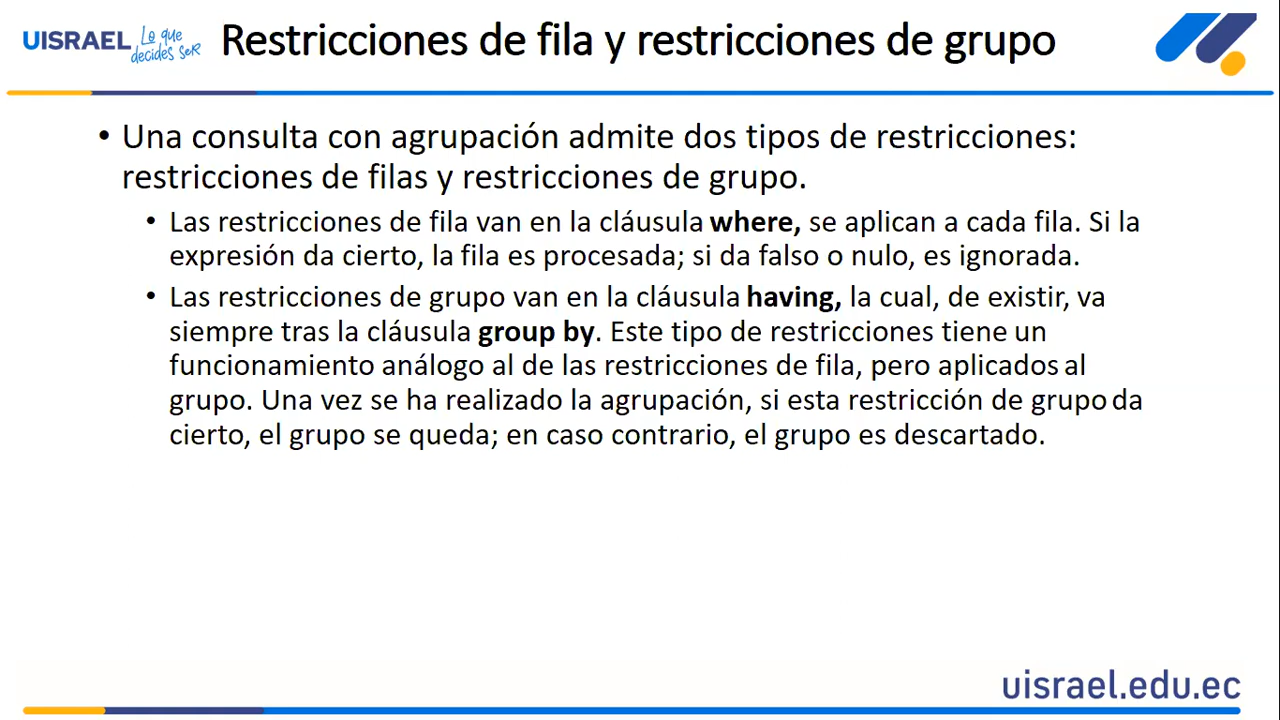 UISRAEL Lo que decides seR
Restricciones de fila y restricciones de grupo
• Una consulta con agrupación admite dos tipos de restricciones:
restricciones de filas y restricciones de grupo.
• Las restricciones de fila van en la cláusula where, se aplican a cada fila. Si la
expresión da cierto, la fila es procesada; si da falso o nulo, es ignorada.
• Las restricciones de grupo van en la cláusula having, la cual, de existir, va
siempre tras la cláusula group by. Este tipo de restricciones tiene un
funcionamiento análogo al de las restricciones de fila, pero aplicados al
grupo. Una vez se ha realizado la agrupación, si esta restricción de grupo da
cierto, el grupo se queda; en caso contrario, el grupo es descartado.
uisrael.edu.ec